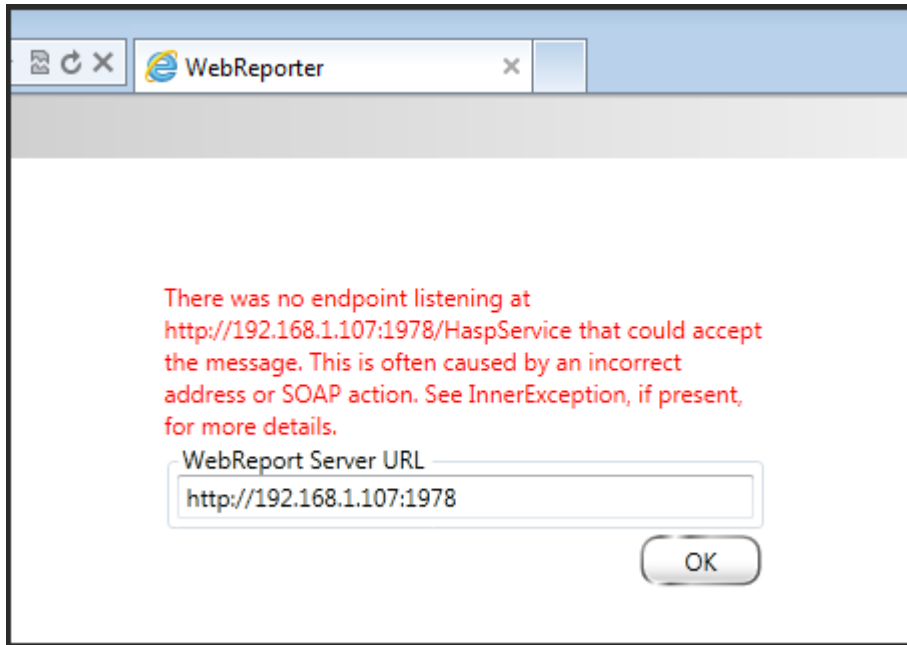 WebReporter
There was no endpoint listening at
http://192.168.1.107:1978/HaspService that could accept
the message. This is often caused by an incorrect
address or SOAP action. See InnerException, if present,
for more details.
WebReport Server URL
http://192.168.1.107:1978
OK